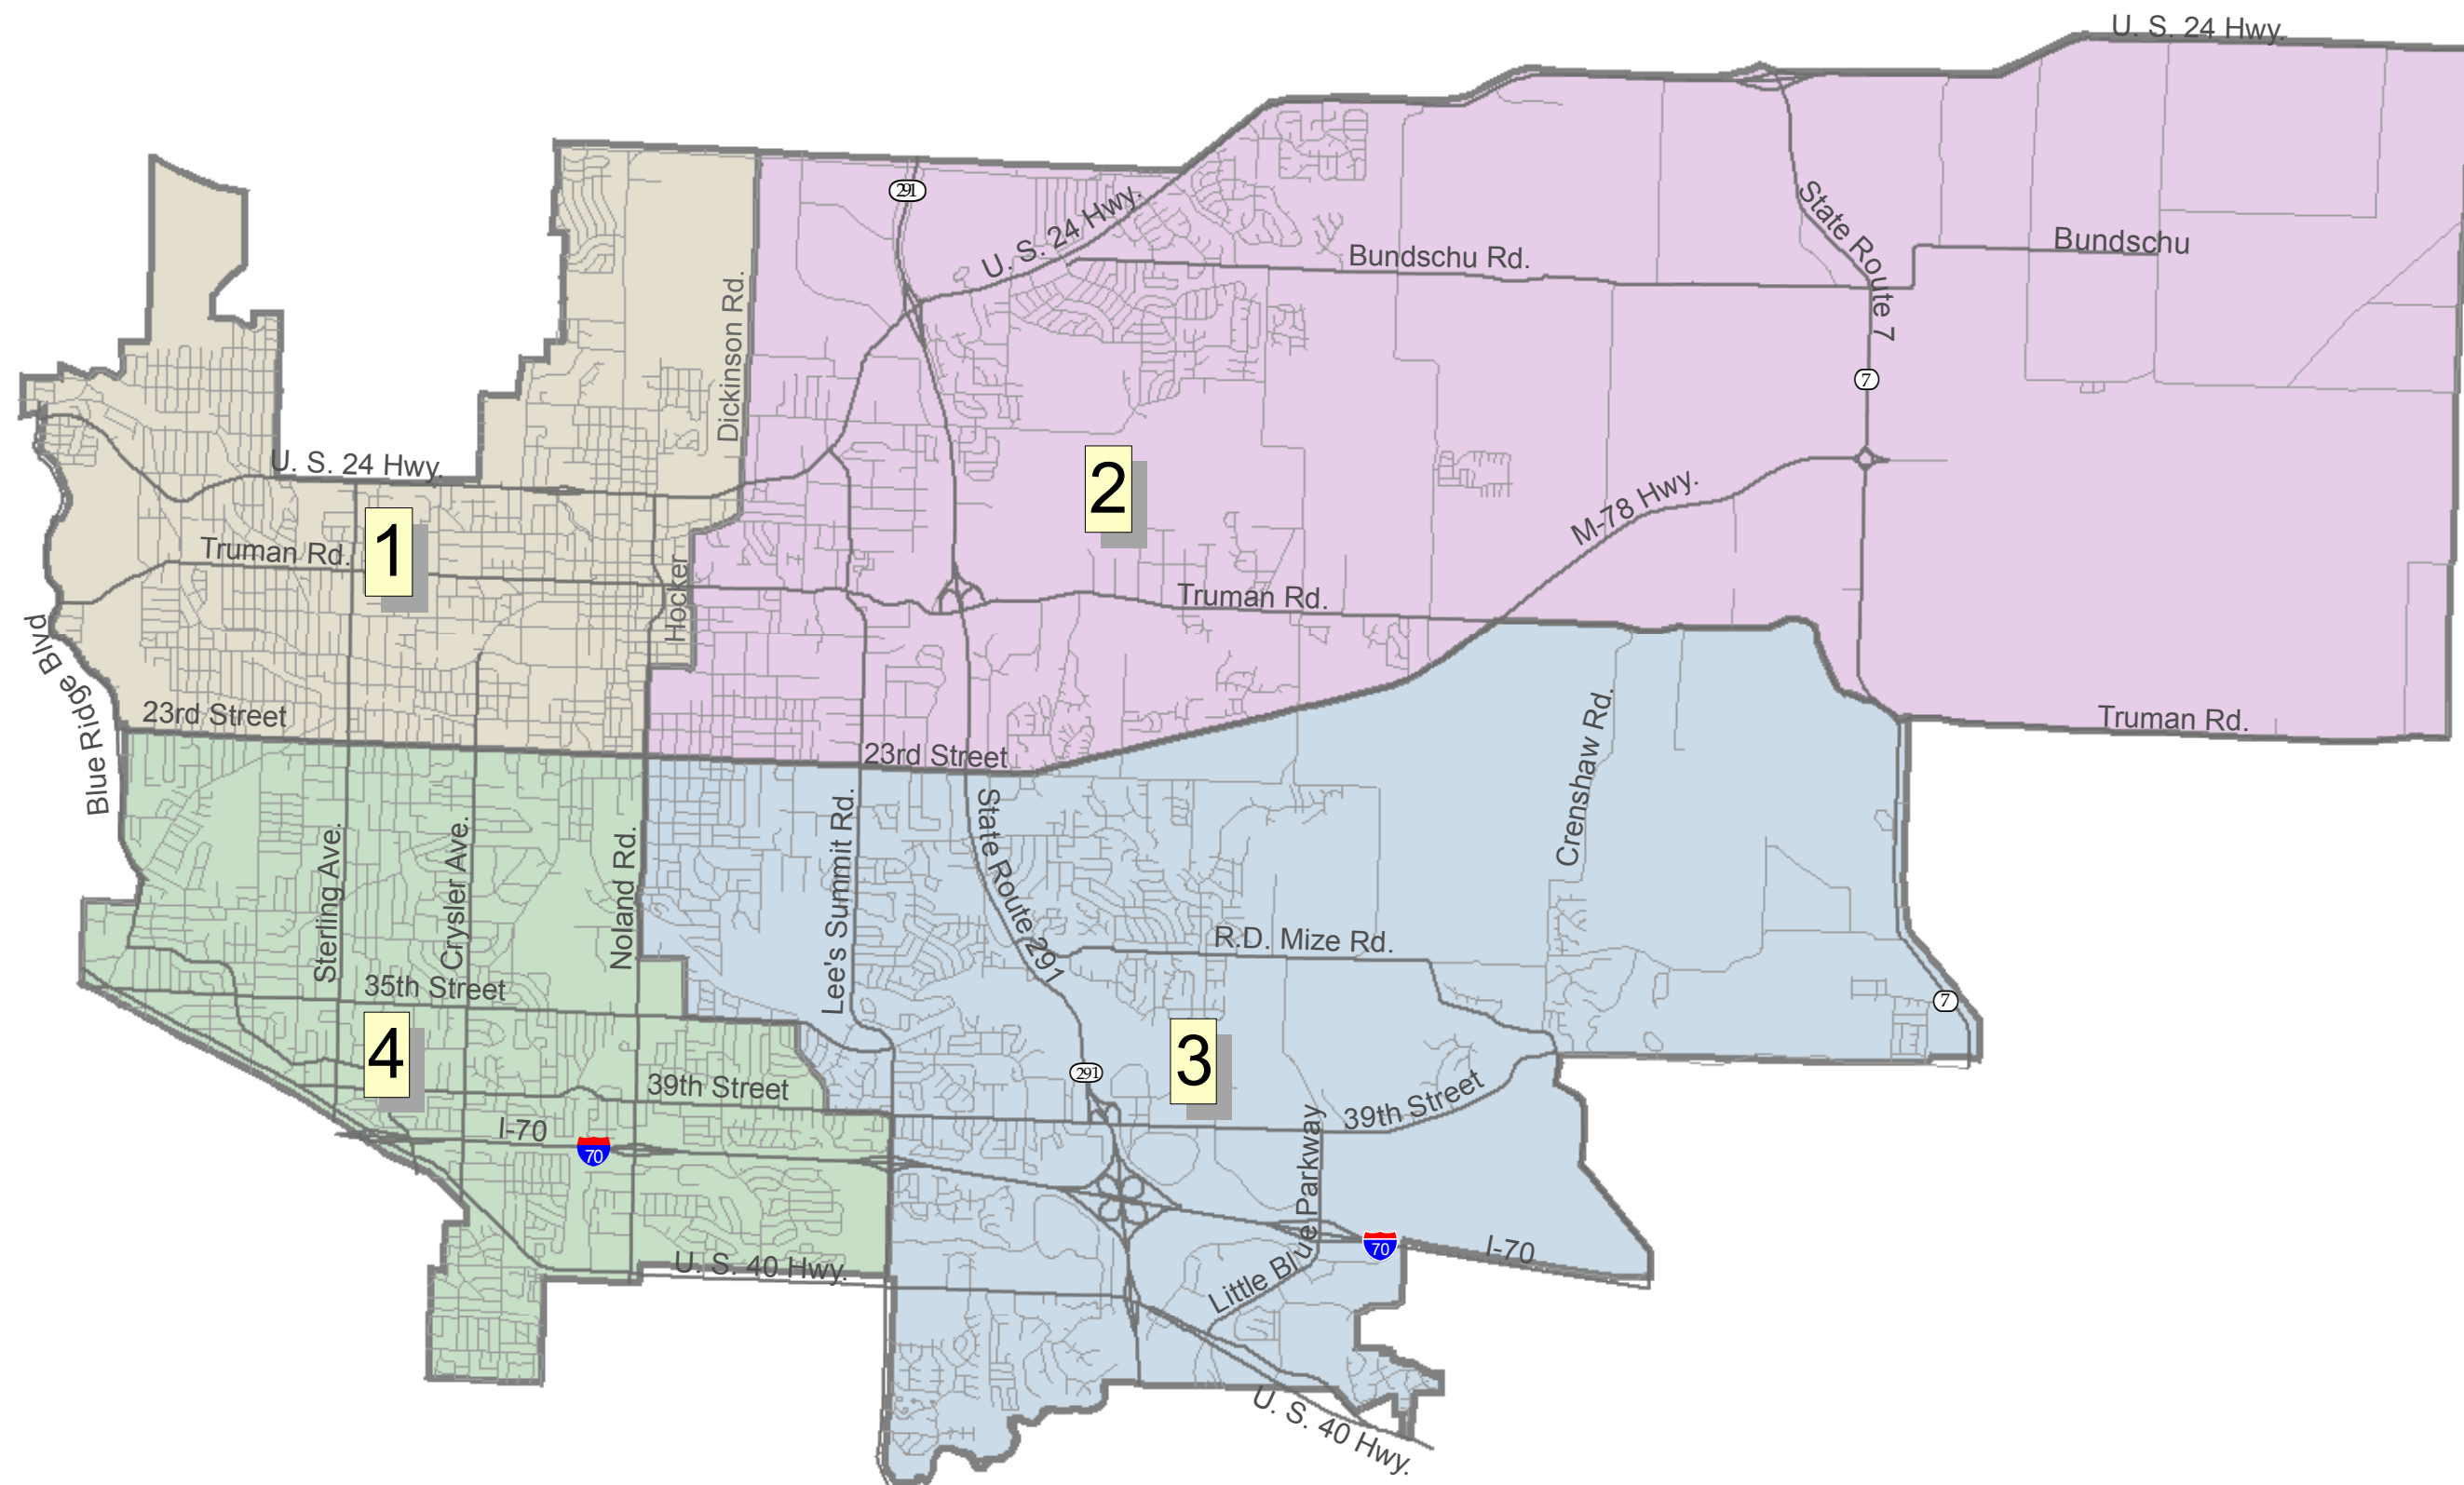 U. S. 24 Hwy.
291
U. S. 24 Hwy.
State Route 7
Bundschu Rd.
Bundschu
Dickinson Rd.
7
U. S. 24 Hwy.
2
M-78 Hwy.
1
Truman Rd.
Hocker
Truman Rd.
Blue Ridge Blvd
23rd Street
23rd Street
Truman Rd.
Crenshaw Rd.
Sterling Ave.
Crysler Ave.
Noland Rd.
Lee's Summit Rd.
State Route 291
R.D. Mize Rd.
35th Street
7
4
3
291
39th Street
39th Street
I-70
70
Little Blue Parkway
70
I-70
U. S. 40 Hwy.
U. S. 40 Hwy.